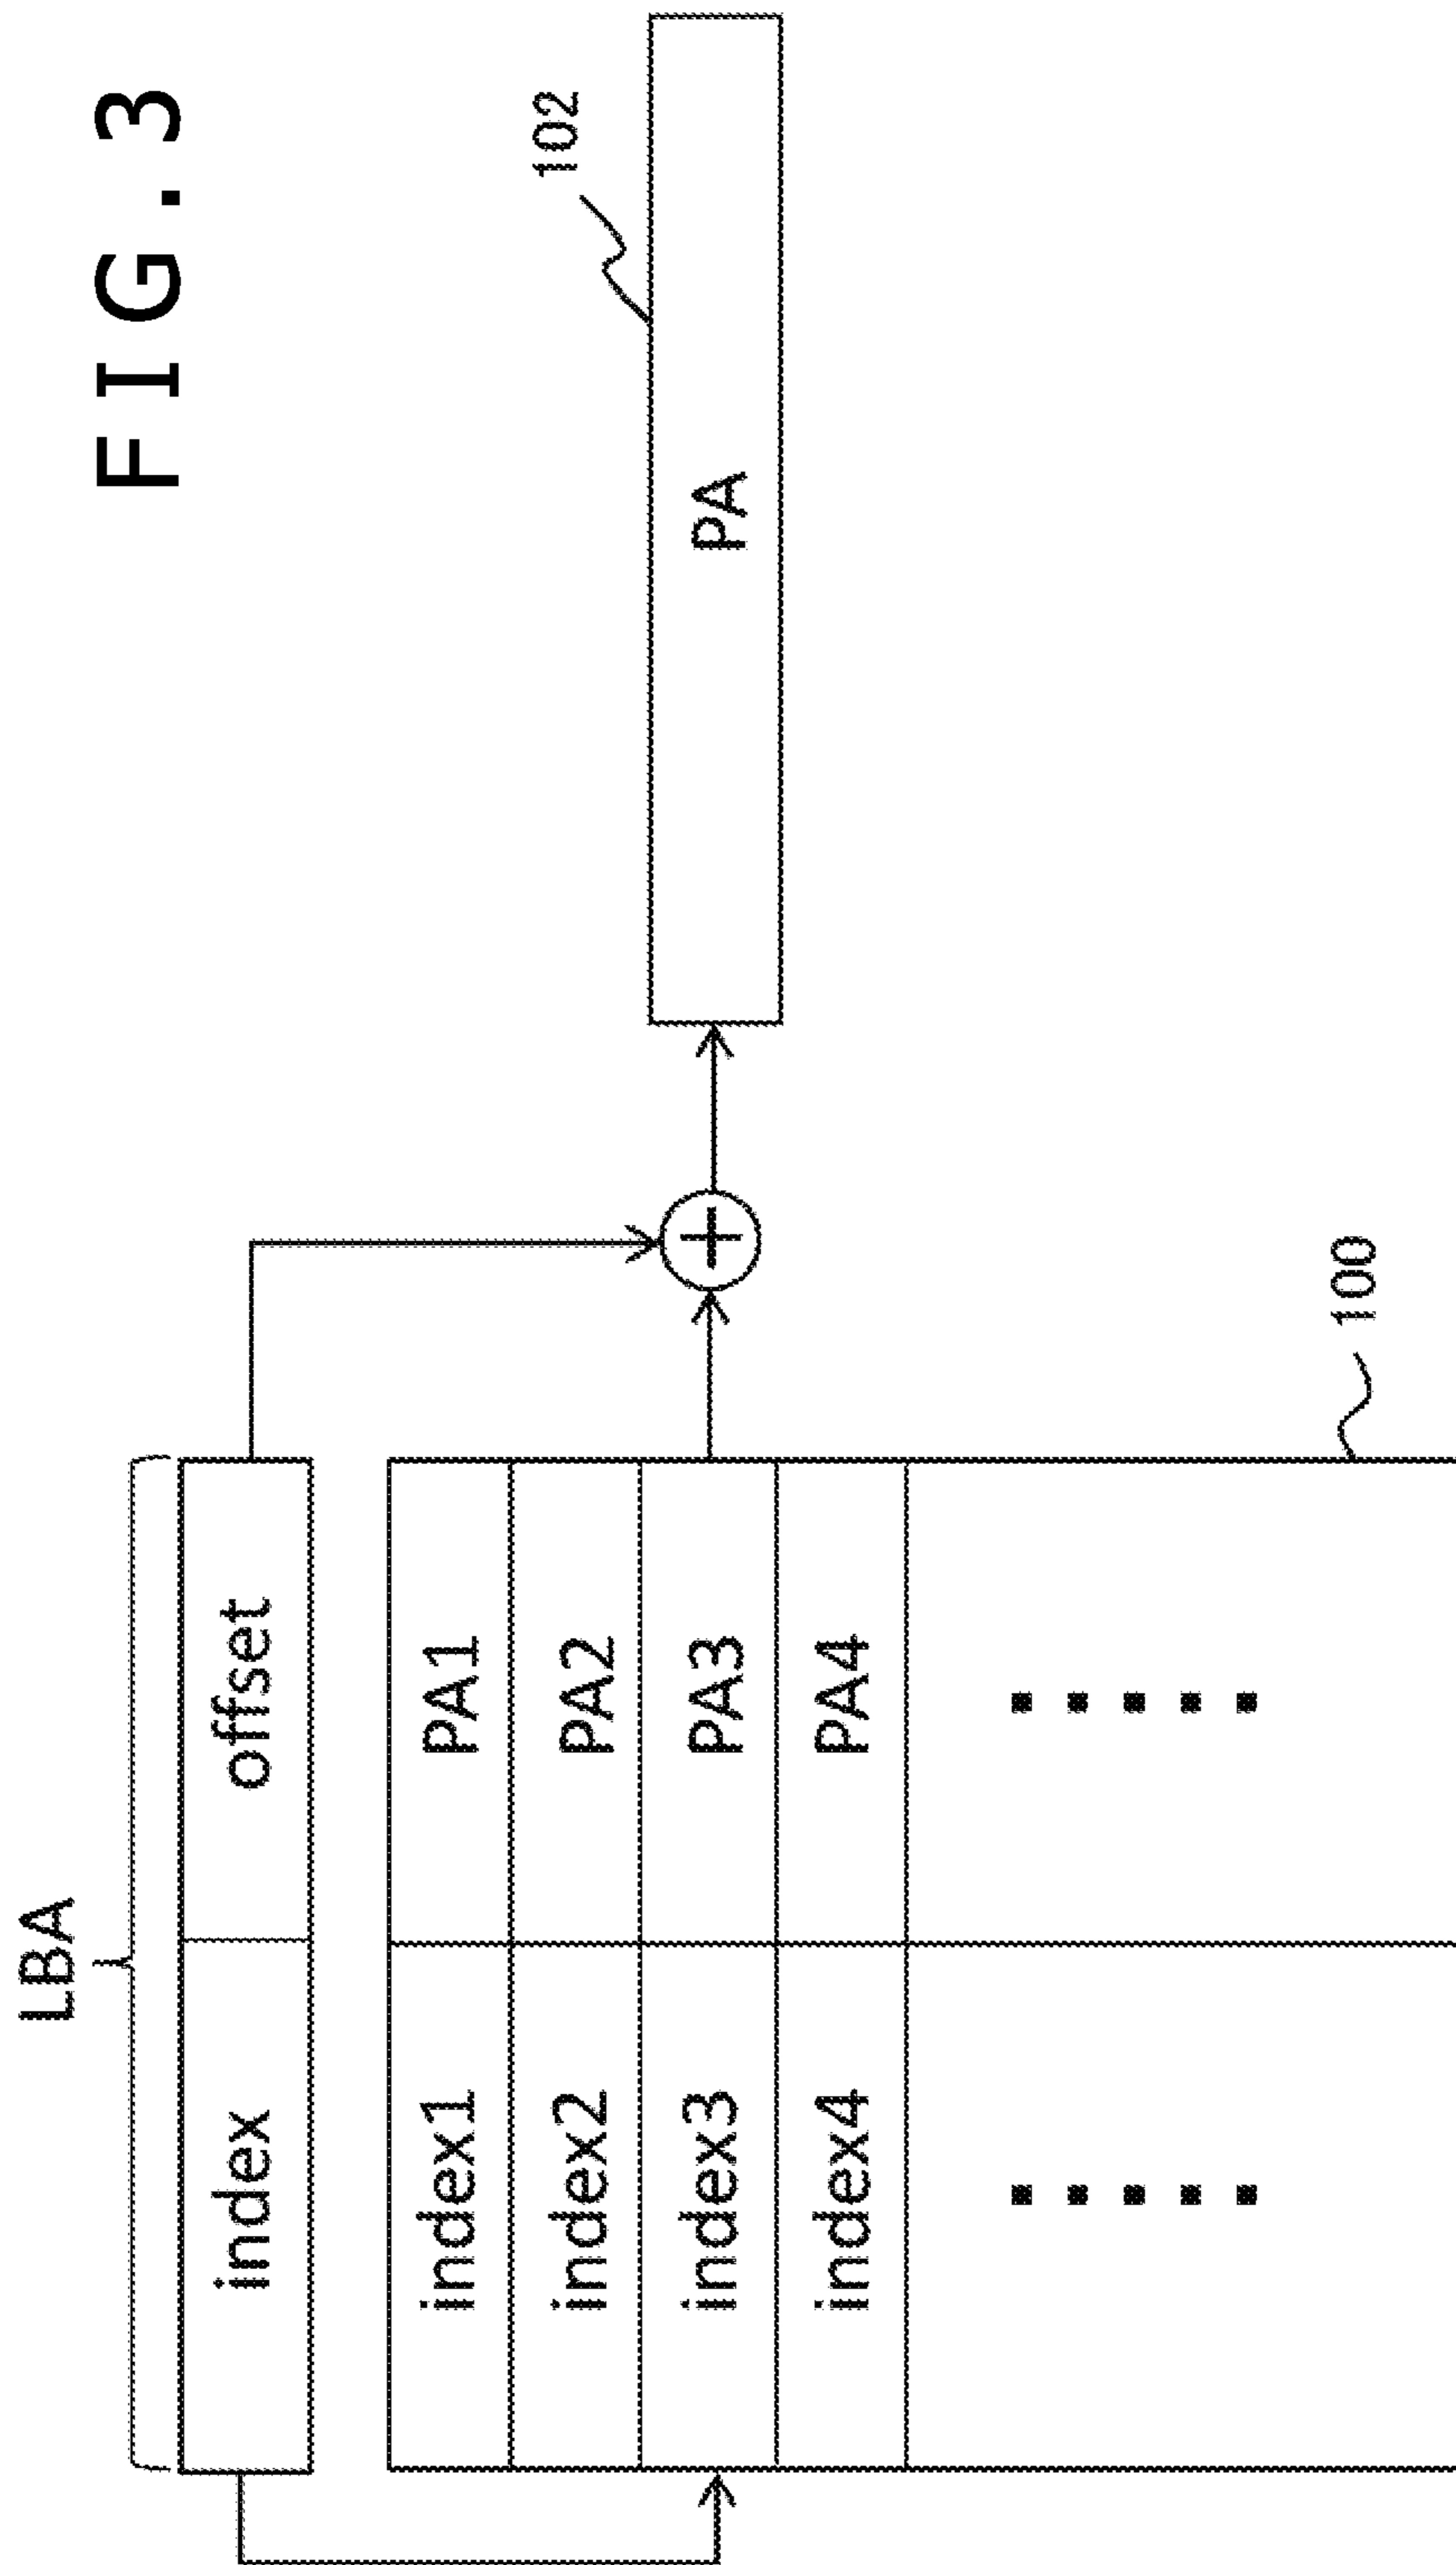 FIG.3
LBA
index offset
index1 PA1
index2 PA2
index3 PA3
index4 PA4
100
+
102
PA